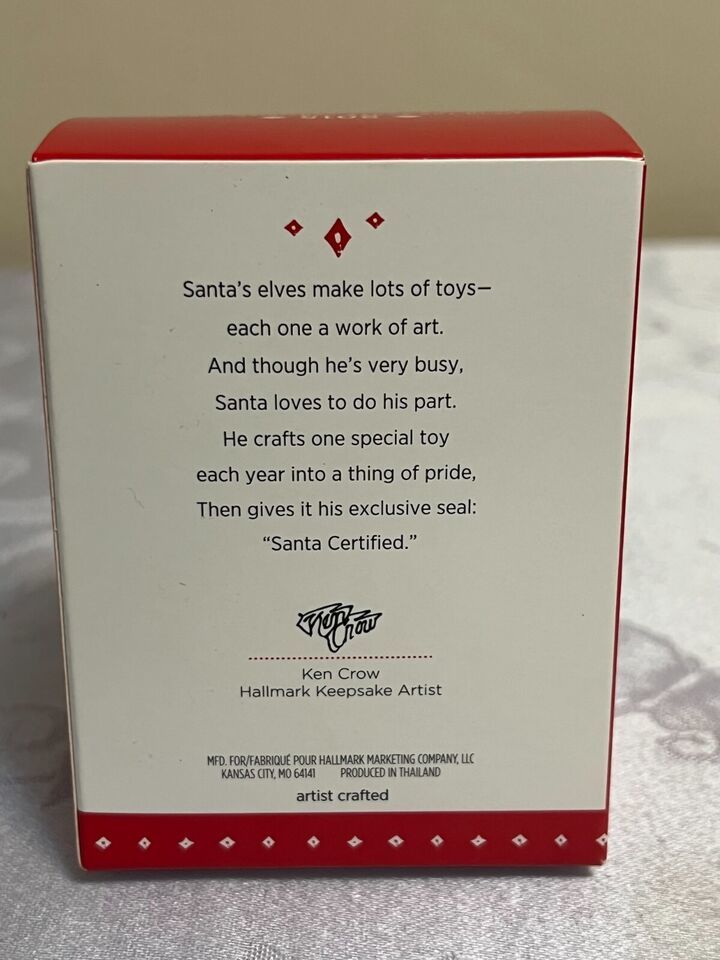 Santa's elves make lots of toys—
each one a work of art.
And though he's very busy,
Santa loves to do his part.
He crafts one special toy
each year into a thing of pride,
Then gives it his exclusive seal:
“Santa Certified.”
Ken Crow
Ken Crow
Hallmark Keepsake Artist
MFD. FOR/FABRIQUÉ POUR HALLMARK MARKETING COMPANY, LLC
KANSAS CITY, MO 64141 PRODUCED IN THAILAND
artist crafted